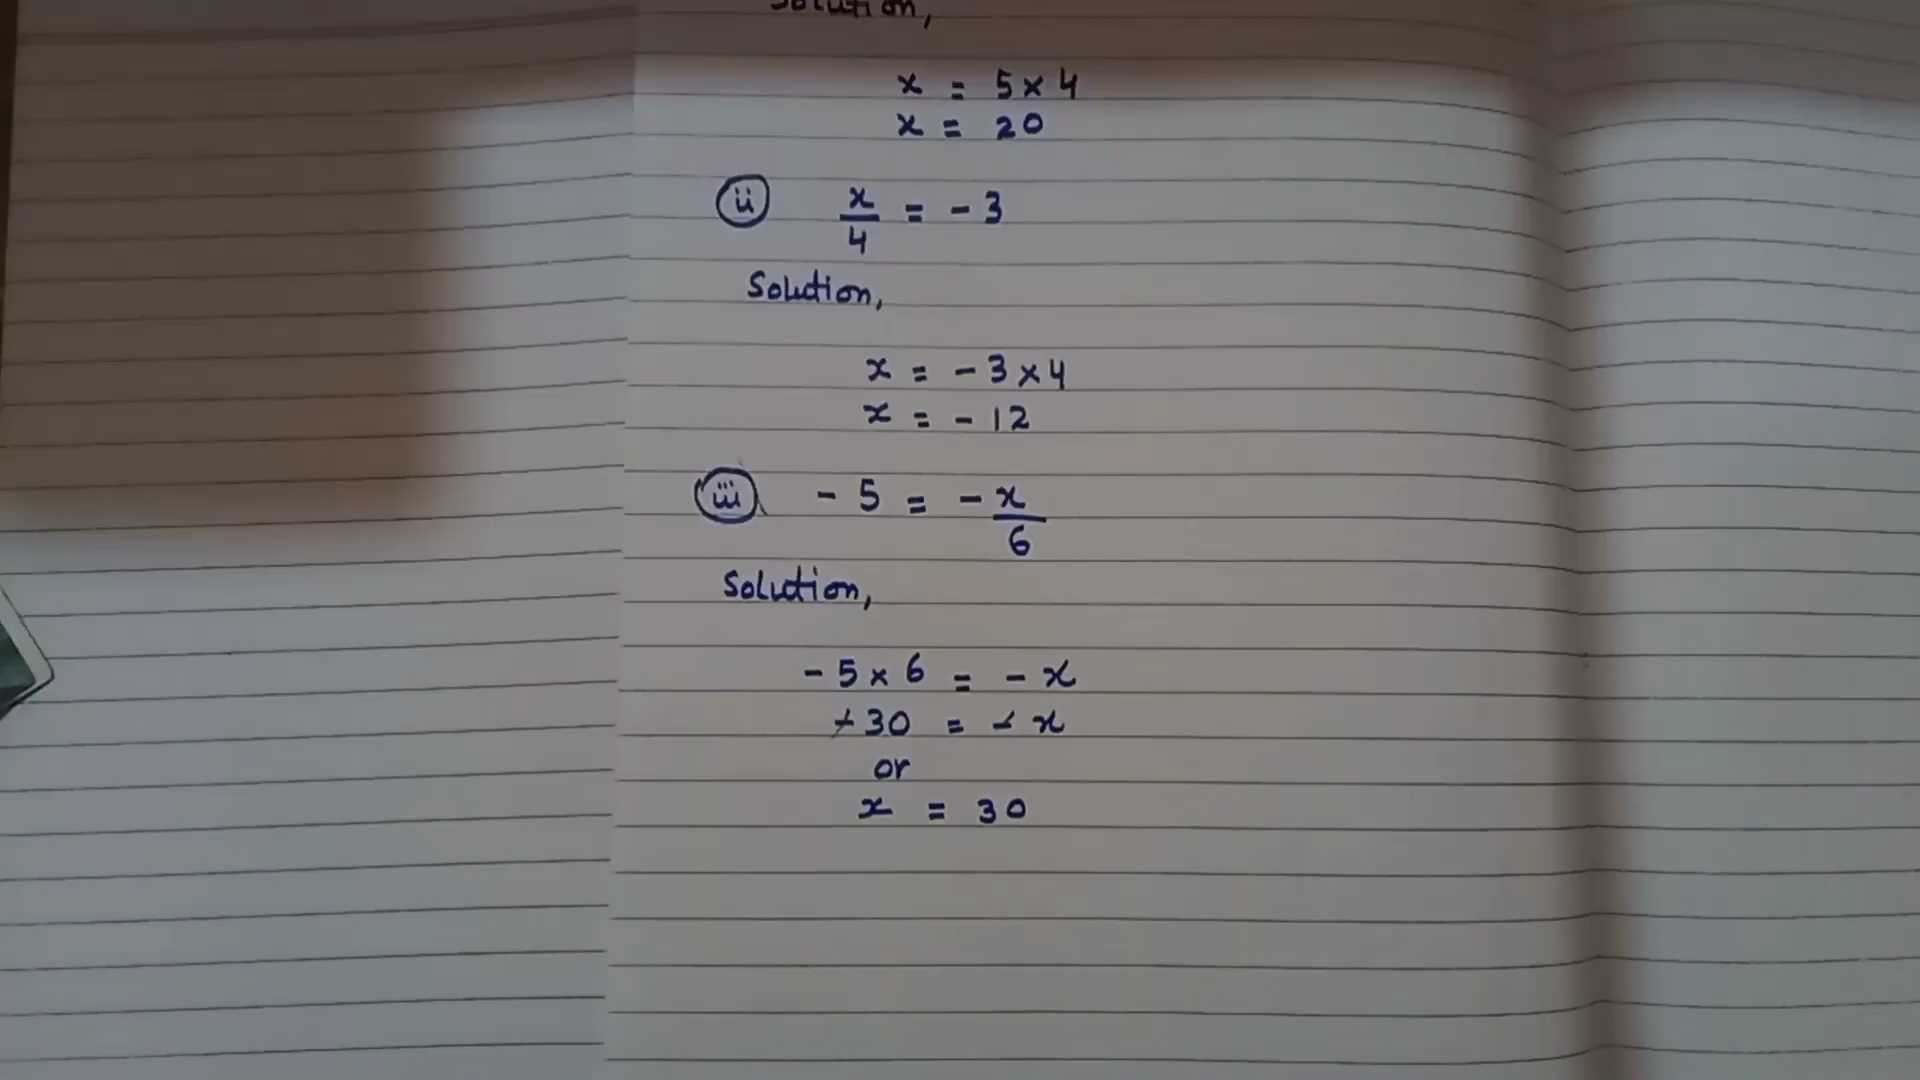 Solution,
x = 5 × 4
x = 20
(ii) x/4 = - 3
Solution,
x = - 3 × 4
x = - 12
(iii) - 5 = - x/6
Solution,
- 5 × 6 = - x
- 30 = - x
or
x = 30